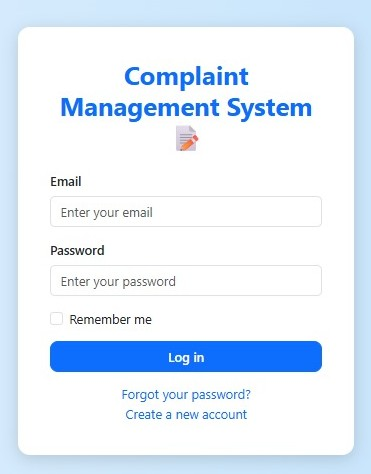 Complaint
Management System
Email
Enter your email
Password
Enter your password
Remember me
Log in
Forgot your password?
Create a new account